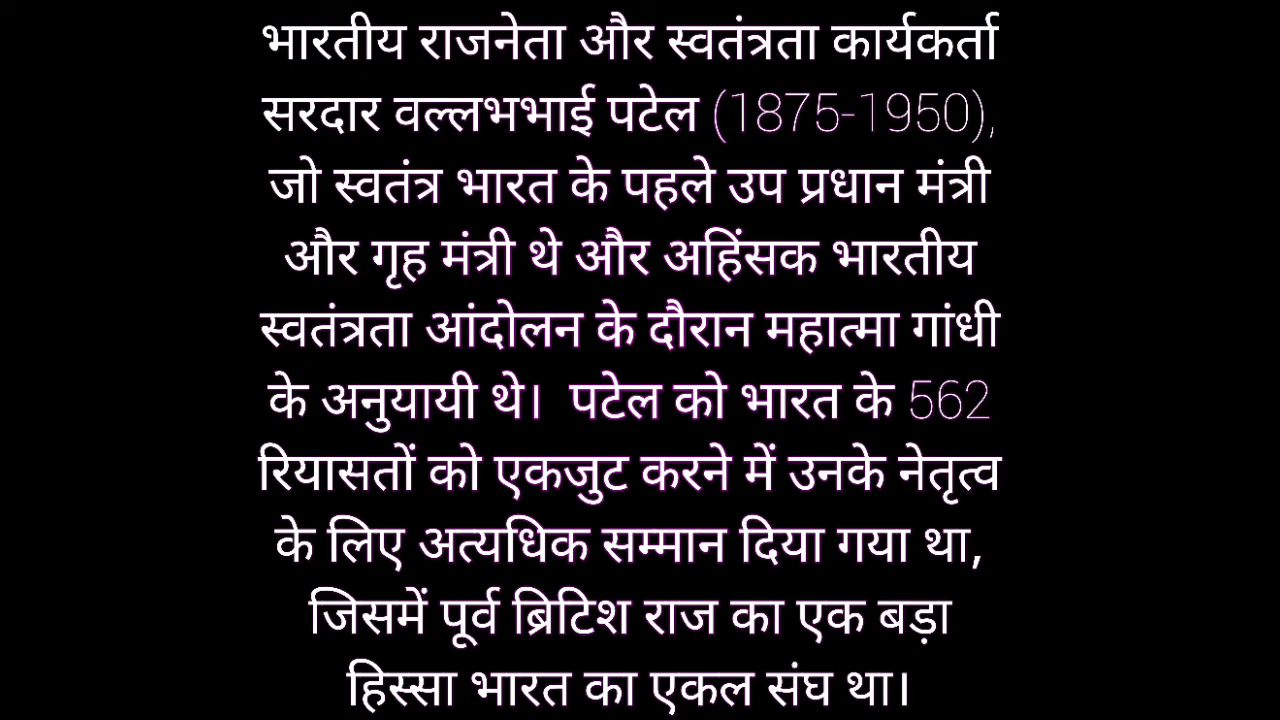 भारतीय राजनेता और स्वतंत्रता कार्यकर्ता
सरदार वल्लभभाई पटेल (1875-1950),
जो स्वतंत्र भारत के पहले उप प्रधान मंत्री
और गृह मंत्री थे और अहिंसक भारतीय
स्वतंत्रता आंदोलन के दौरान महात्मा गांधी
के अनुयायी थे। पटेल को भारत के 562
रियासतों को एकजुट करने में उनके नेतृत्व
के लिए अत्यधिक सम्मान दिया गया था,
जिसमें पूर्व ब्रिटिश राज का एक बड़ा
हिस्सा भारत का एकल संघ था।